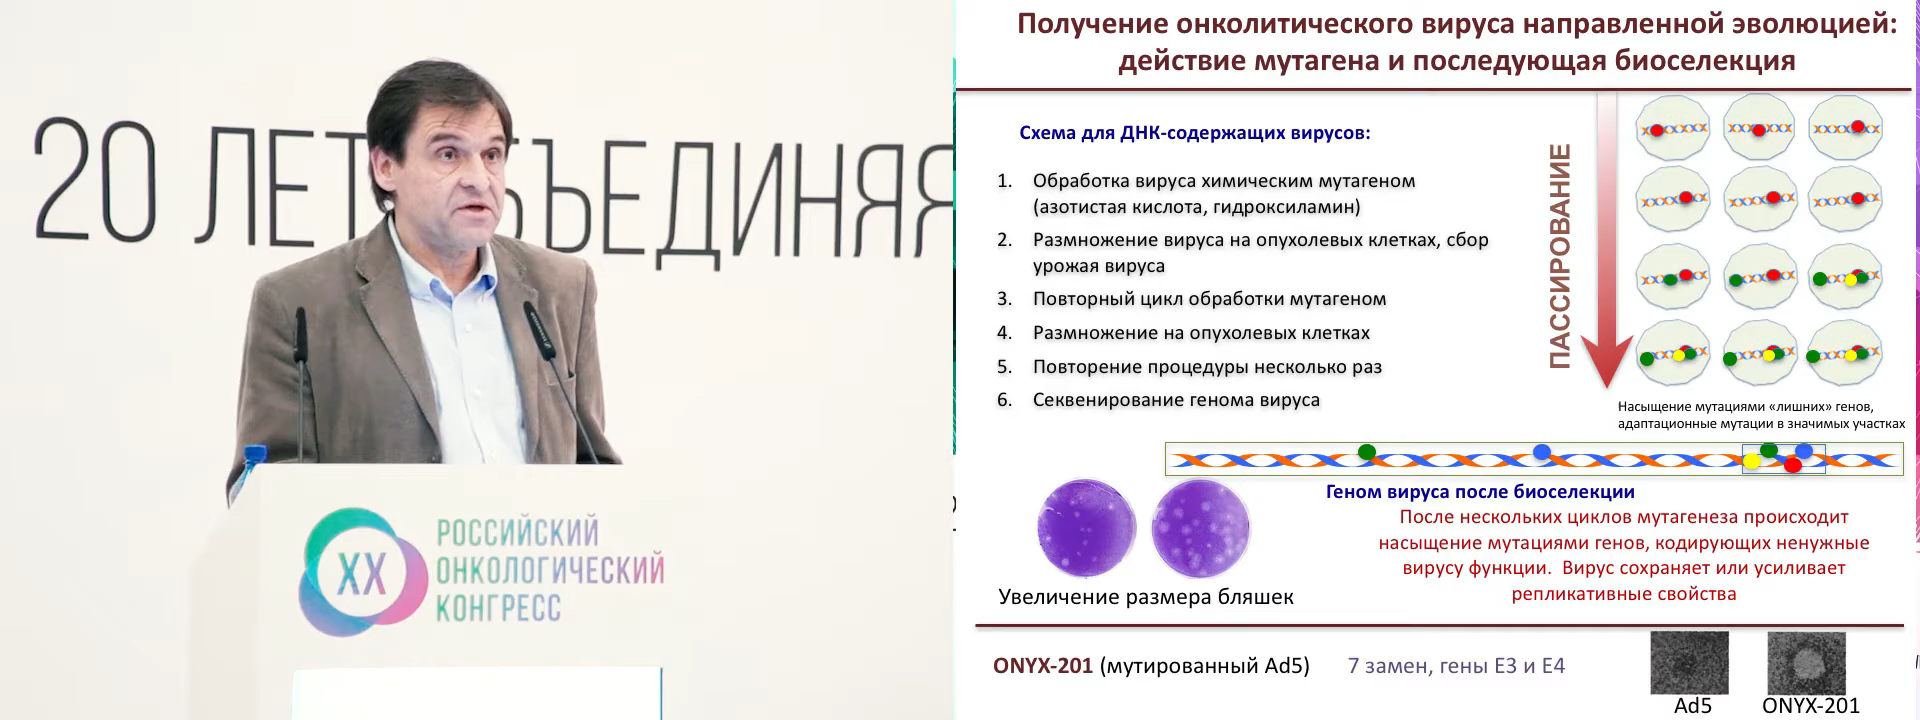 20 ЛЕТ ОБЪЕДИНЯЯ
XX
РОССИЙСКИЙ
ОНКОЛОГИЧЕСКИЙ
КОНГРЕСС
Получение онколитического вируса направленной эволюцией:
действие мутагена и последующая биоселекция
Схема для ДНК-содержащих вирусов:
1. Обработка вируса химическим мутагеном
(азотистая кислота, гидроксиламин)
2. Размножение вируса на опухолевых клетках, сбор
урожая вируса
3. Повторный цикл обработки мутагеном
4. Размножение на опухолевых клетках
5. Повторение процедуры несколько раз
6. Секвенирование генома вируса
ПАССИРОВАНИЕ
Насыщение мутациями «лишних» генов,
адаптационные мутации в значимых участках
Геном вируса после биоселекции
После нескольких циклов мутагенеза происходит
насыщение мутациями генов, кодирующих ненужные
вирусу функции. Вирус сохраняет или усиливает
репликативные свойства
Увеличение размера бляшек
ONYX-201 (мутированный Ad5) 7 замен, гены E3 и E4
Ad5 ONYX-201